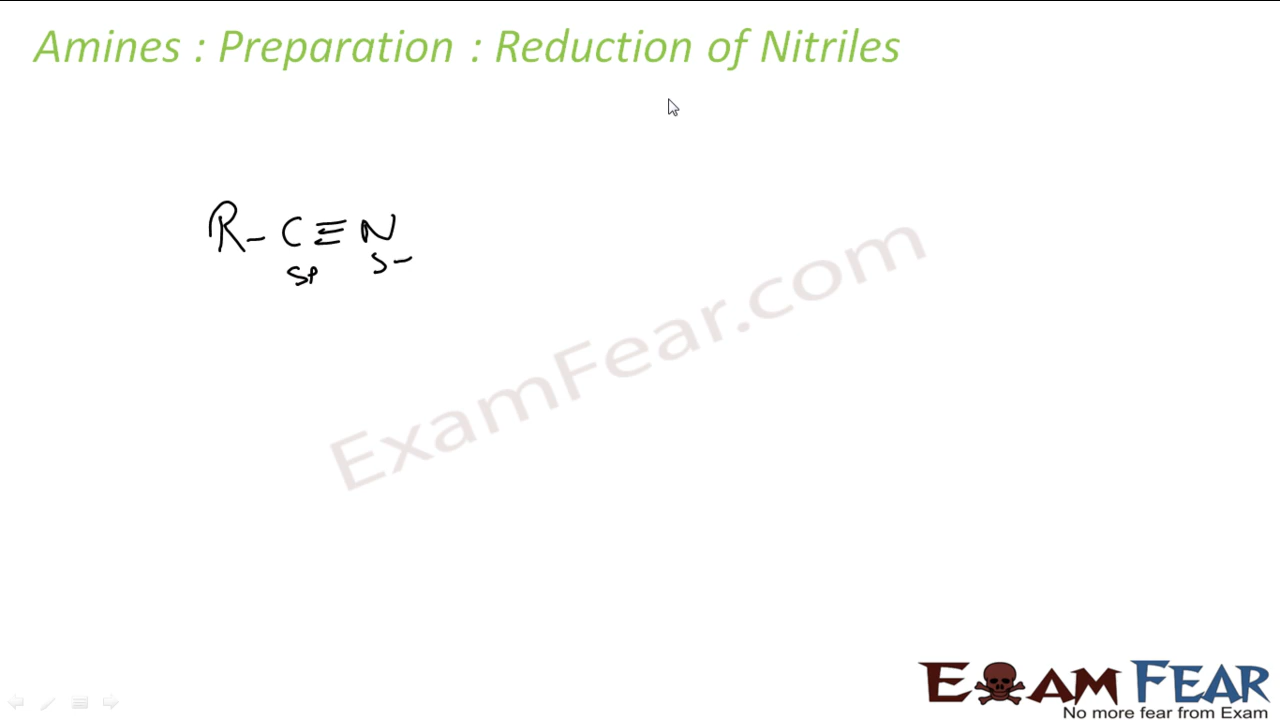 Amines : Preparation : Reduction of Nitriles
R - C ≡ N
sp s-
ExamFear.com
EXAM FEAR
No more fear from Exam